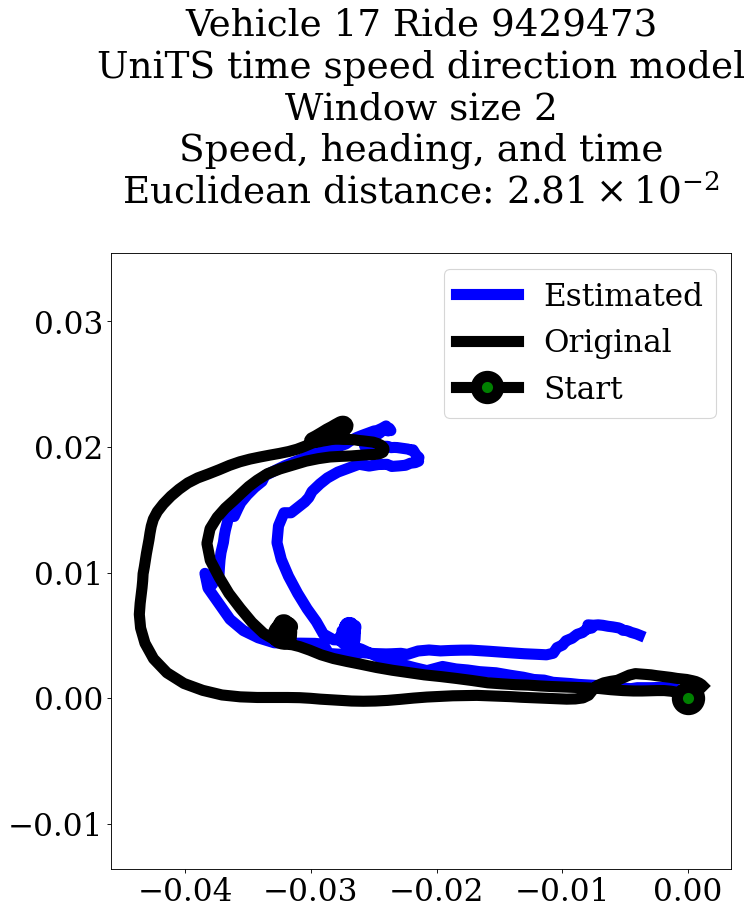 Vehicle 17 Ride 9429473
UniTS time speed direction model
Window size 2
Speed, heading, and time
Euclidean distance: 2.81 × 10⁻²
Estimated
Original
Start
0.03
0.02
0.01
0.00
−0.01
−0.04 −0.03 −0.02 −0.01 0.00